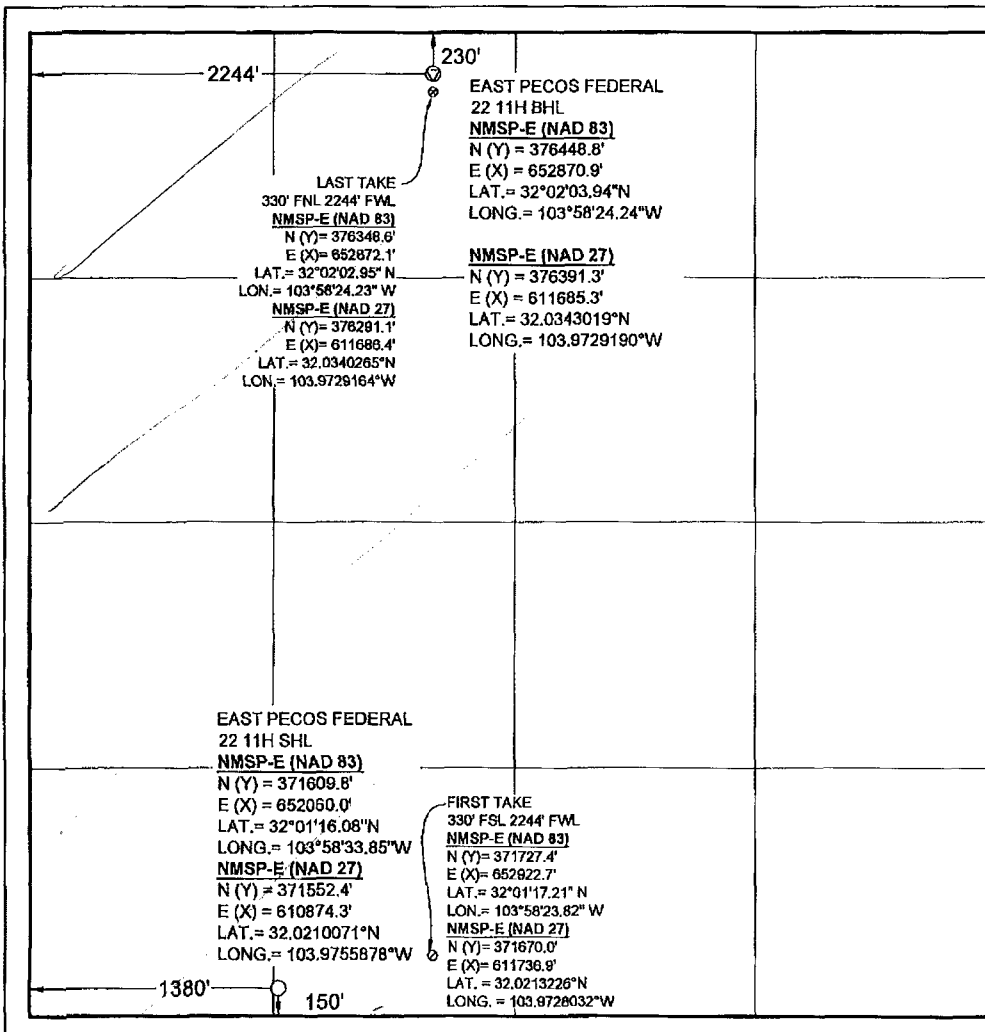 230'
2244'
EAST PECOS FEDERAL
22 11H BHL
NMSP-E (NAD 83)
N (Y) = 376448.8'
E (X) = 652870.9'
LAT.= 32°02'03.94"N
LONG.= 103°58'24.24"W
NMSP-E (NAD 27)
N (Y) = 376391.3'
E (X) = 611685.3'
LAT.= 32.0343019°N
LONG.= 103.9729190°W
LAST TAKE
330' FNL 2244' FWL
NMSP-E (NAD 83)
N (Y)= 376348.6'
E (X)= 652872.1'
LAT.= 32°02'02.95" N
LON.= 103°58'24.23" W
NMSP-E (NAD 27)
N (Y)= 376291.1'
E (X)= 611686.4'
LAT.= 32.0340265°N
LON.= 103.9729164°W
EAST PECOS FEDERAL
22 11H SHL
NMSP-E (NAD 83)
N (Y) = 371609.8'
E (X) = 652060.0'
LAT.= 32°01'16.08"N
LONG.= 103°58'33.85"W
NMSP-E (NAD 27)
N (Y) = 371552.4'
E (X) = 610874.3'
LAT.= 32.0210071°N
LONG.= 103.9755878°W
FIRST TAKE
330' FSL 2244' FWL
NMSP-E (NAD 83)
N (Y)= 371727.4'
E (X)= 652922.7'
LAT.= 32°01'17.21" N
LON.= 103°58'23.82" W
NMSP-E (NAD 27)
N (Y)= 371670.0'
E (X)= 611736.9'
LAT. = 32.0213226°N
LONG. = 103.9728032°W
1380'
150'